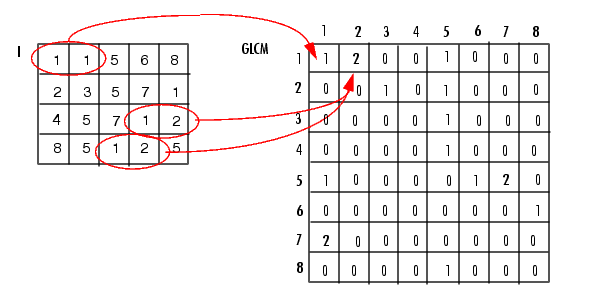 I
1 1 5 6 8
2 3 5 7 1
4 5 7 1 2
8 5 1 2 5
GLCM
1 2 3 4 5 6 7 8
1 1 2 0 0 1 0 0 0
2 0 0 1 0 1 0 0 0
3 0 0 0 0 1 0 0 0
4 0 0 0 0 1 0 0 0
5 1 0 0 0 0 1 2 0
6 0 0 0 0 0 0 0 1
7 2 0 0 0 0 0 0 0
8 0 0 0 0 1 0 0 0